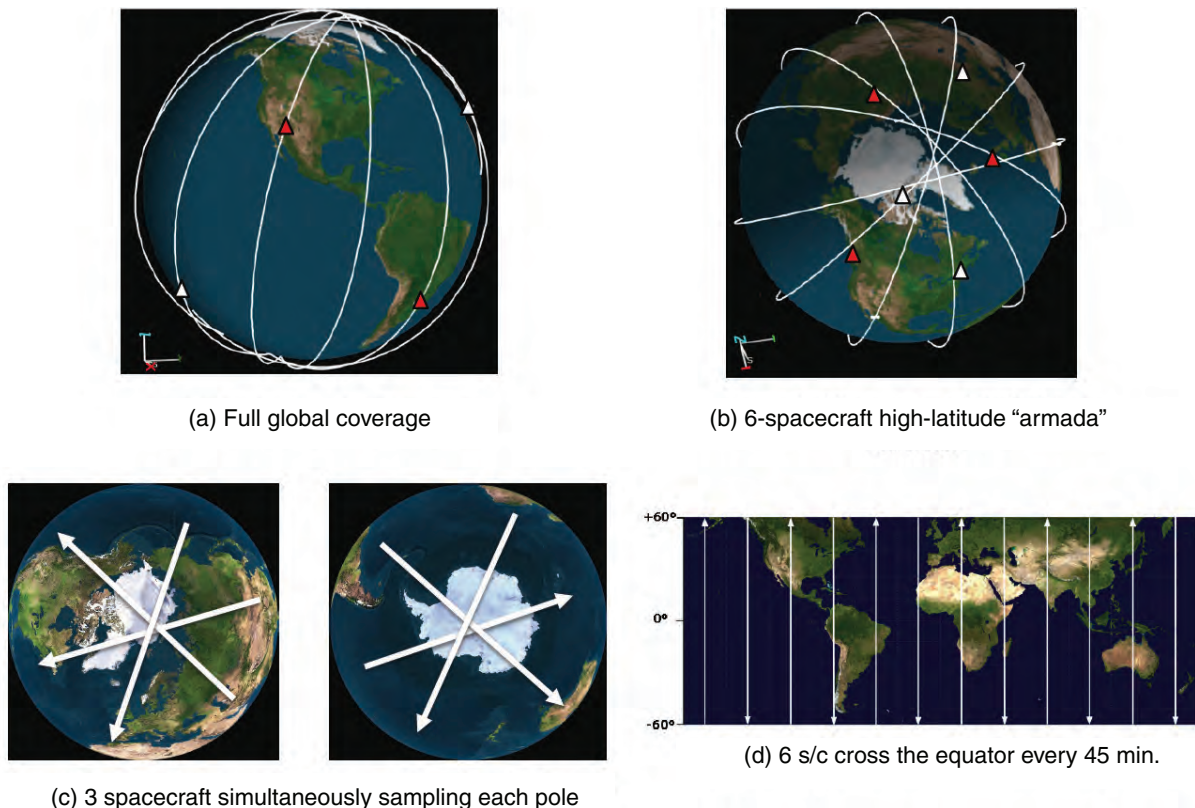 (a) Full global coverage
(b) 6-spacecraft high-latitude “armada”
+60°
0°
-60°
(d) 6 s/c cross the equator every 45 min.
(c) 3 spacecraft simultaneously sampling each pole